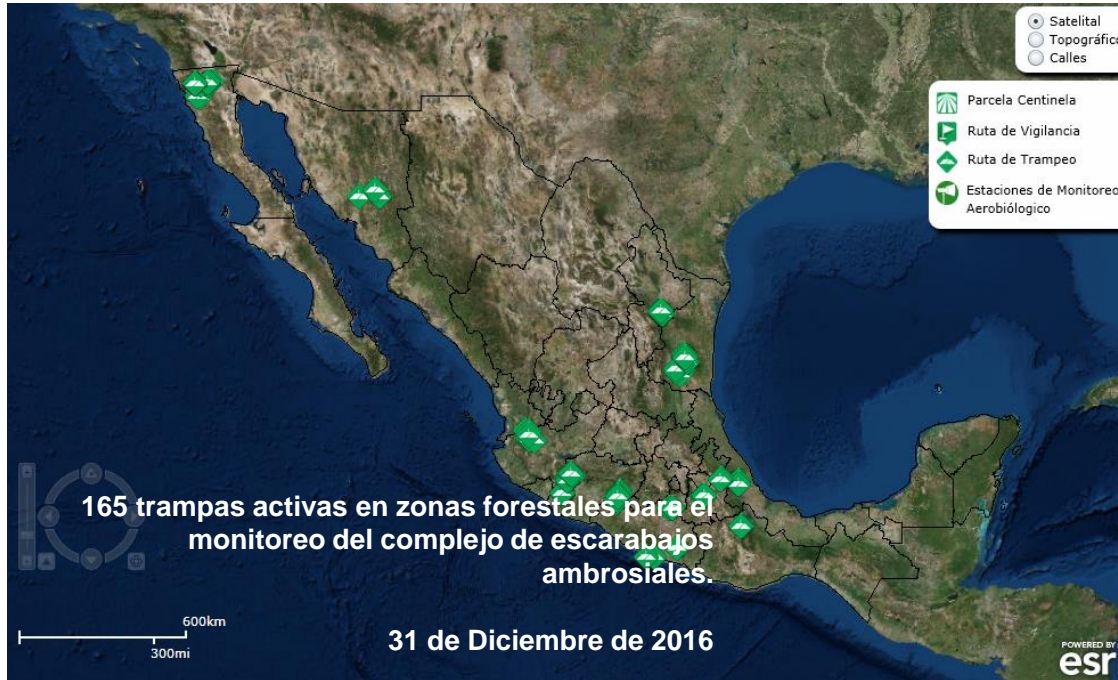 Satelital
Topográfico
Calles
Parcela Centinela
Ruta de Vigilancia
Ruta de Trampeo
Estaciones de Monitoreo
Aerobiólogico
165 trampas activas en zonas forestales para el
monitoreo del complejo de escarabajos
ambrosiales.
600km
300mi
31 de Diciembre de 2016
POWERED BY
esri